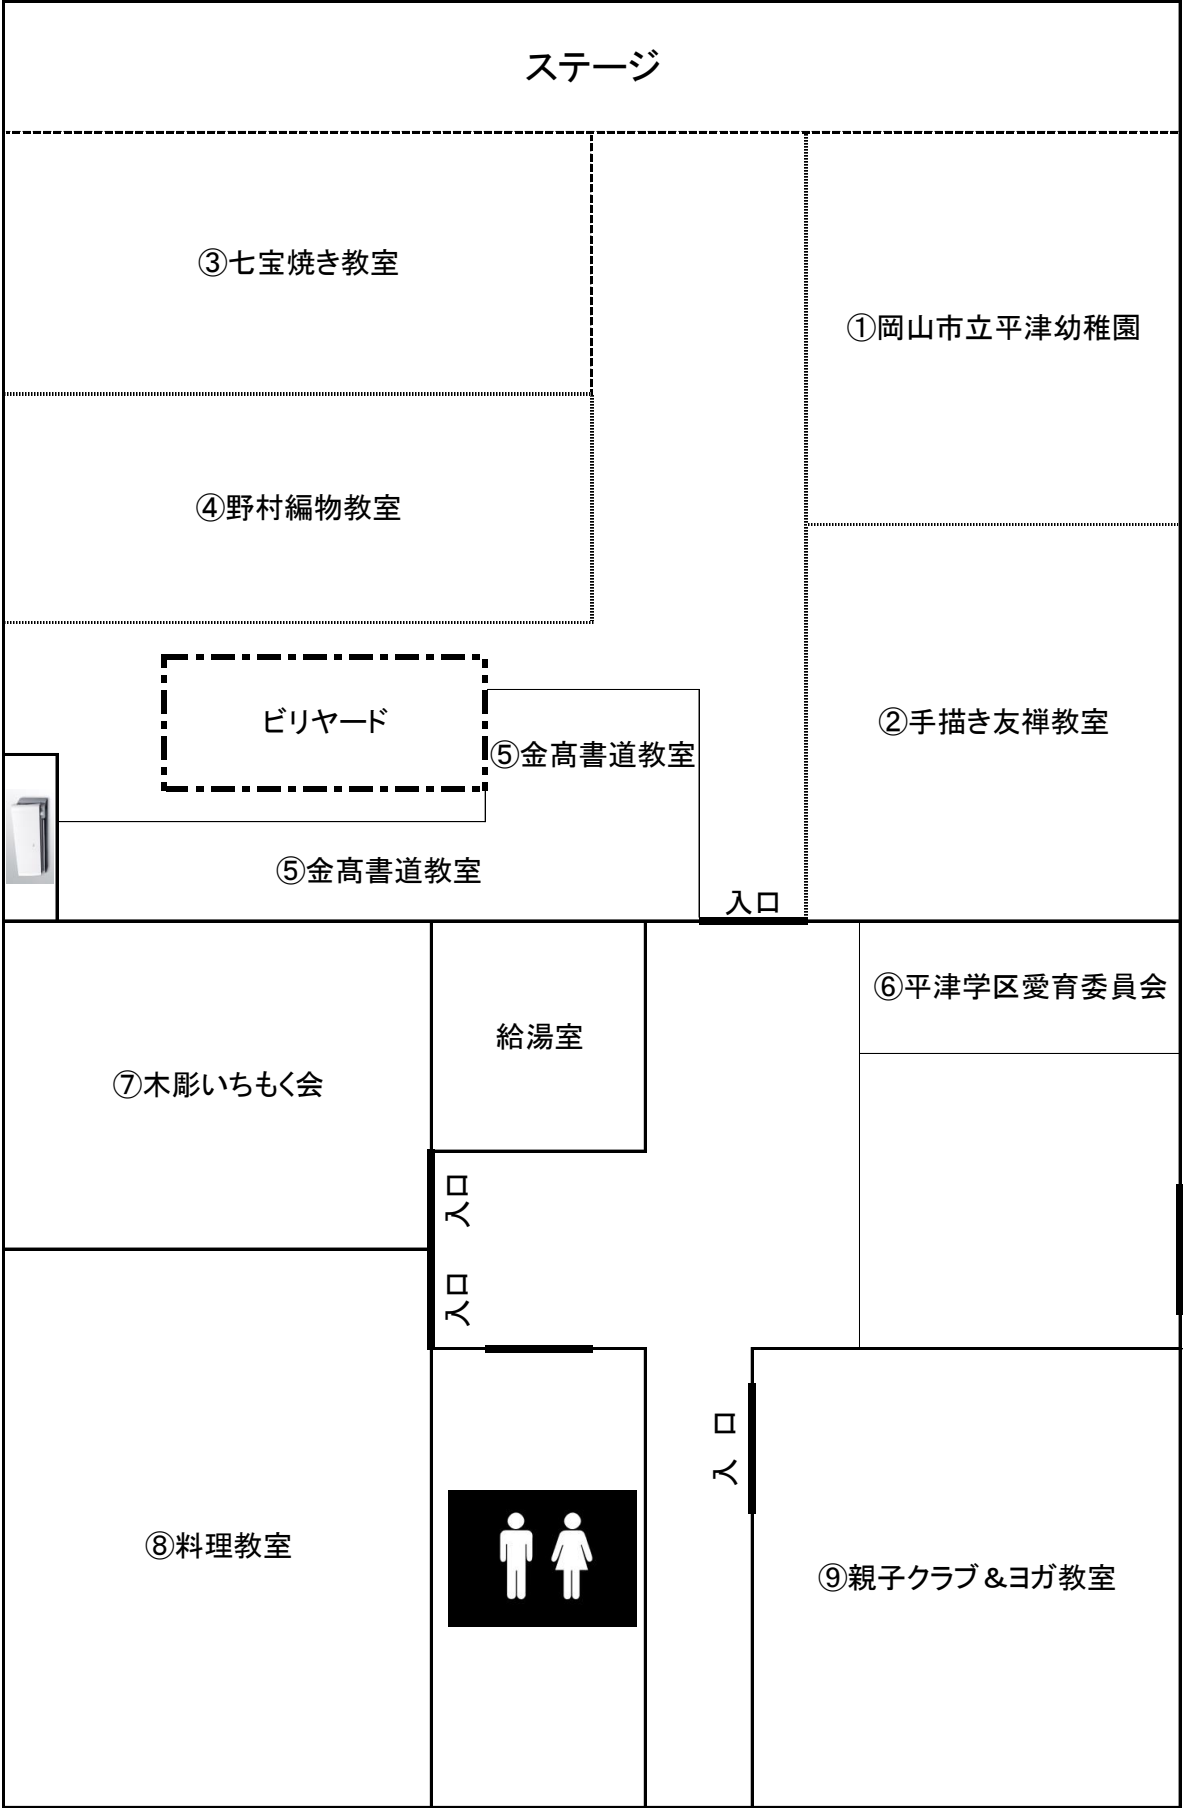 ステージ
③七宝焼き教室
①岡山市立平津幼稚園
④野村編物教室
ビリヤード
②手描き友禅教室
⑤金髙書道教室
⑤金髙書道教室
入口
⑥平津学区愛育委員会
給湯室
⑦木彫いちもく会
入口
入口
入口
⑧料理教室
⑨親子クラブ&ヨガ教室